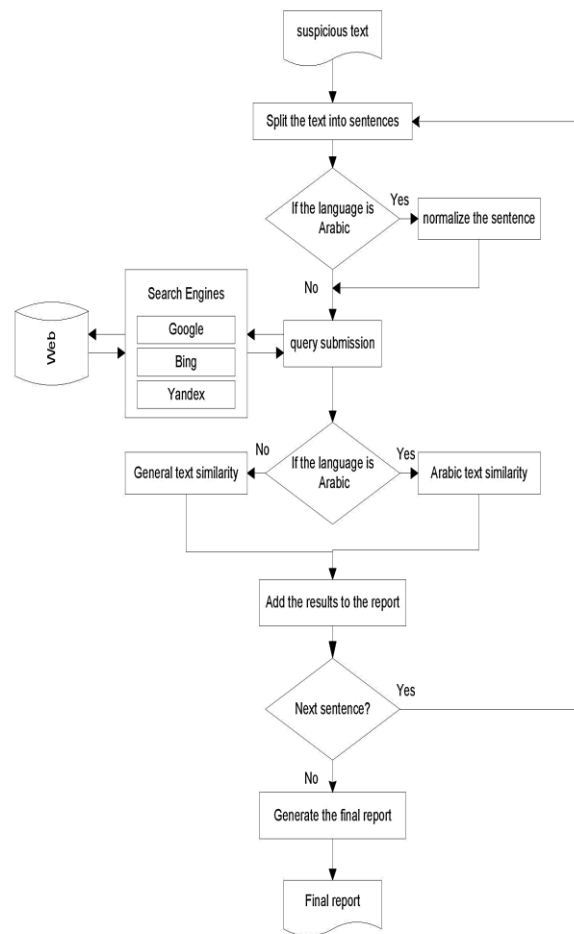 suspicious text
Split the text into sentences
If the language is
Arabic
Yes
normalize the sentence
No
Search Engines
Google
Bing
Yandex
Web
query submission
No
If the language is
Arabic
Yes
General text similarity
Arabic text similarity
Add the results to the report
Next sentence?
Yes
No
Generate the final report
Final report